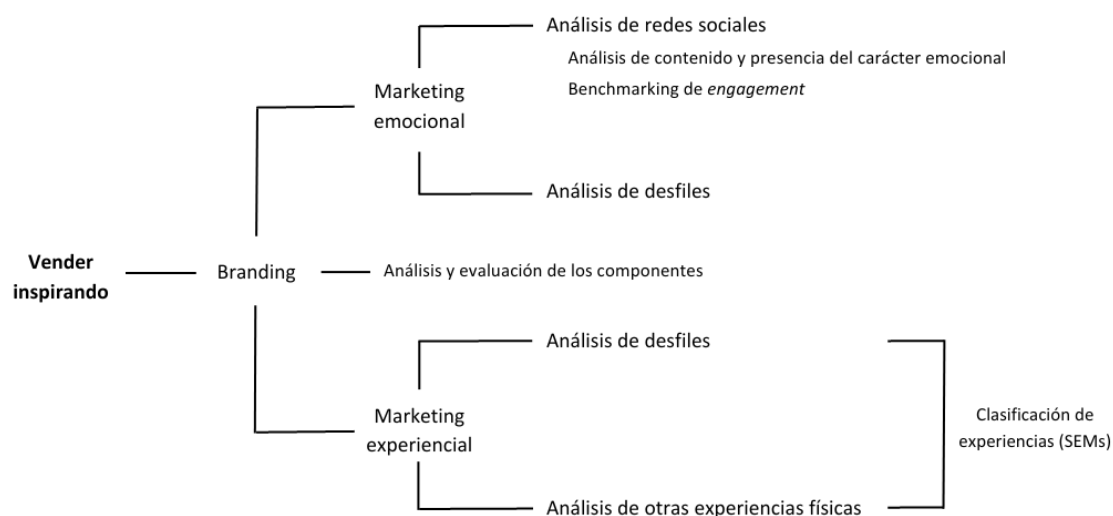 Análisis de redes sociales
Análisis de contenido y presencia del carácter emocional
Benchmarking de engagement
Marketing
emocional
Análisis de desfiles
Vender
inspirando
Branding
Análisis y evaluación de los componentes
Análisis de desfiles
Marketing
experiencial
Clasificación de
experiencias (SEMs)
Análisis de otras experiencias físicas